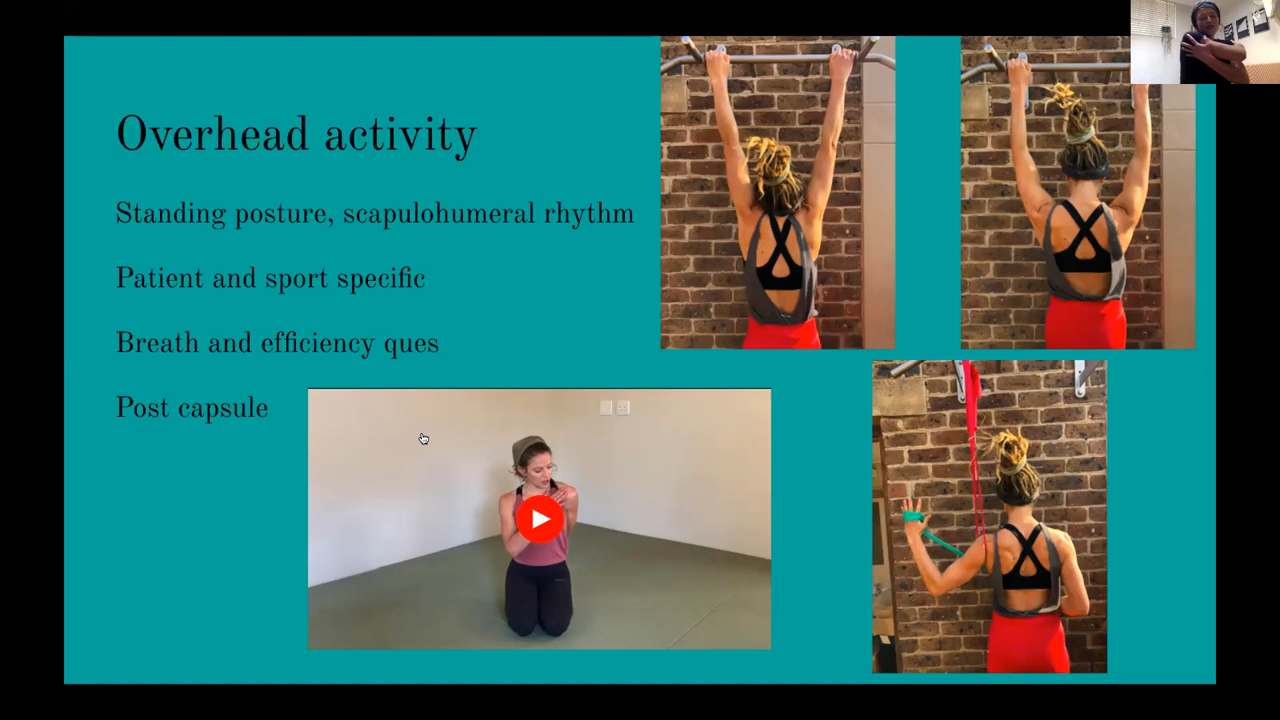 Overhead activity
Standing posture, scapulohumeral rhythm
Patient and sport specific
Breath and efficiency ques
Post capsule